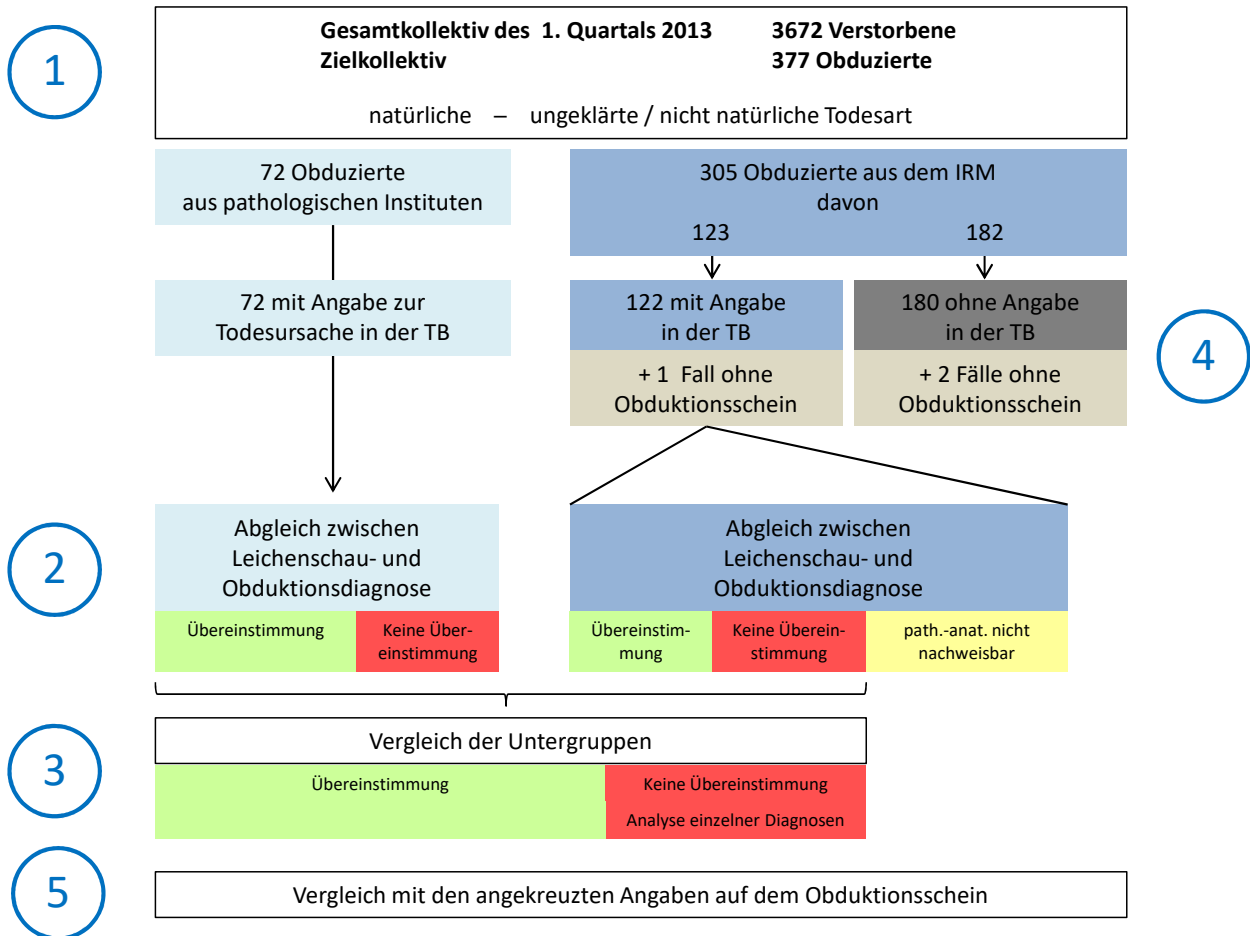 1
Gesamtkollektiv des 1. Quartals 2013 3672 Verstorbene
Zielkollektiv 377 Obduzierte
natürliche – ungeklärte / nicht natürliche Todesart
72 Obduzierte
aus pathologischen Instituten
305 Obduzierte aus dem IRM
davon
123 182
72 mit Angabe zur
Todesursache in der TB
122 mit Angabe
in der TB
+ 1 Fall ohne
Obduktionsschein
180 ohne Angabe
in der TB
+ 2 Fälle ohne
Obduktionsschein
4
2
Abgleich zwischen
Leichenschau- und
Obduktionsdiagnose
Übereinstimmung
Keine Über-
einstimmung
Abgleich zwischen
Leichenschau- und
Obduktionsdiagnose
Übereinstim-
mung
Keine Überein-
stimmung
path.-anat. nicht
nachweisbar
3
Vergleich der Untergruppen
Übereinstimmung
Keine Übereinstimmung
Analyse einzelner Diagnosen
5
Vergleich mit den angekreuzten Angaben auf dem Obduktionsschein